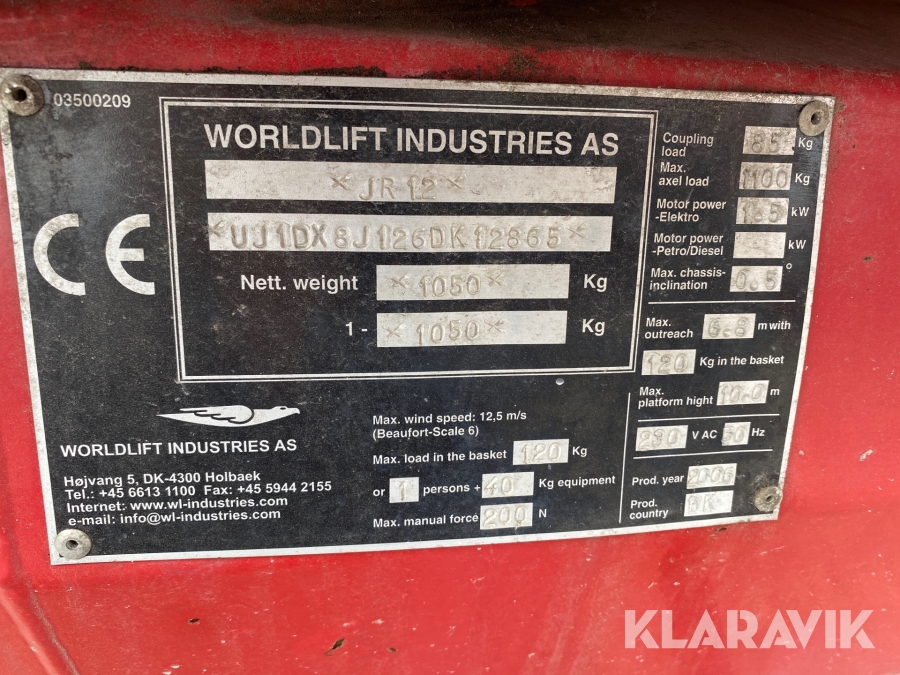 03500209
WORLDLIFT INDUSTRIES AS
*JR12*
*UJ1DX8J126DK12865*
Nett. weight *1050* Kg
1 - *1050* Kg
CE
WORLDLIFT INDUSTRIES AS
Højvang 5, DK-4300 Holbaek
Tel.: +45 6613 1100 Fax: +45 5944 2155
Internet: www.wl-industries.com
e-mail: info@wl-industries.com
Max. wind speed: 12,5 m/s
(Beaufort-Scale 6)
Max. load in the basket 120 Kg
or 1 persons + 40 Kg equipment
Max. manual force 200 N
Coupling
load 85 Kg
Max.
axel load 1100 Kg
Motor power
-Elektro 1.5 kW
Motor power
-Petro/Diesel - kW
Max. chassis-
inclination 0.5°
Max.
outreach 6.8 m with
120 Kg in the basket
Max.
platform hight 10.0 m
230 V AC 50 Hz
Prod. year 2006
Prod.
country DK
KLARAVIK